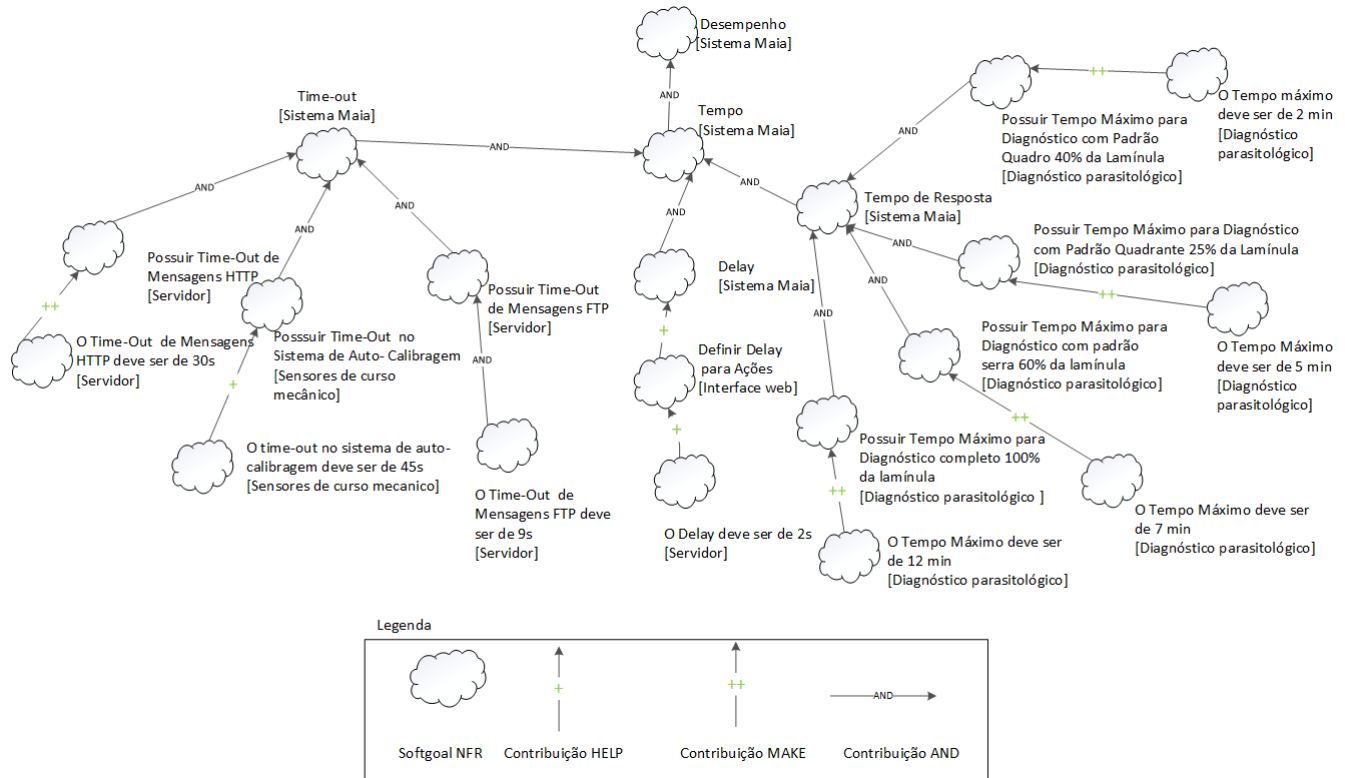 Desempenho
[Sistema Maia]
AND
Time-out
[Sistema Maia]
AND
Tempo
[Sistema Maia]
AND
AND
AND
AND
AND
AND
++
O Tempo máximo
deve ser de 2 min
[Diagnóstico
parasitológico]
Possuir Tempo Máximo para
Diagnóstico com Padrão
Quadro 40% da Lamínula
[Diagnóstico parasitológico]
AND
Tempo de Resposta
[Sistema Maia]
Possuir Tempo Máximo para Diagnóstico
com Padrão Quadrante 25% da Lamínula
[Diagnóstico parasitológico]
AND
++
O Tempo Máximo
deve ser de 5 min
[Diagnóstico
parasitológico]
AND
AND
Possuir Tempo Máximo para
Diagnóstico com padrão
serra 60% da lamínula
[Diagnóstico parasitológico]
++
O Tempo Máximo deve ser
de 7 min
[Diagnóstico parasitológico]
Possuir Time-Out de
Mensagens HTTP
[Servidor]
++
O Time-Out de Mensagens
HTTP deve ser de 30s
[Servidor]
Posssuir Time-Out no
Sistema de Auto- Calibragem
[Sensores de curso
mecânico]
+
O time-out no sistema de auto-
calibragem deve ser de 45s
[Sensores de curso mecanico]
Possuir Time-Out
de Mensagens FTP
[Servidor]
AND
O Time-Out de
Mensagens FTP deve
ser de 9s
[Servidor]
Delay
[Sistema Maia]
+
Definir Delay
para Ações
[Interface web]
+
O Delay deve ser de 2s
[Servidor]
Possuir Tempo Máximo para
Diagnóstico completo 100%
da lamínula
[Diagnóstico parasitológico ]
++
O Tempo Máximo deve ser
de 12 min
[Diagnóstico parasitológico]
Legenda
+
++
AND
Softgoal NFR
Contribuição HELP
Contribuição MAKE
Contribuição AND